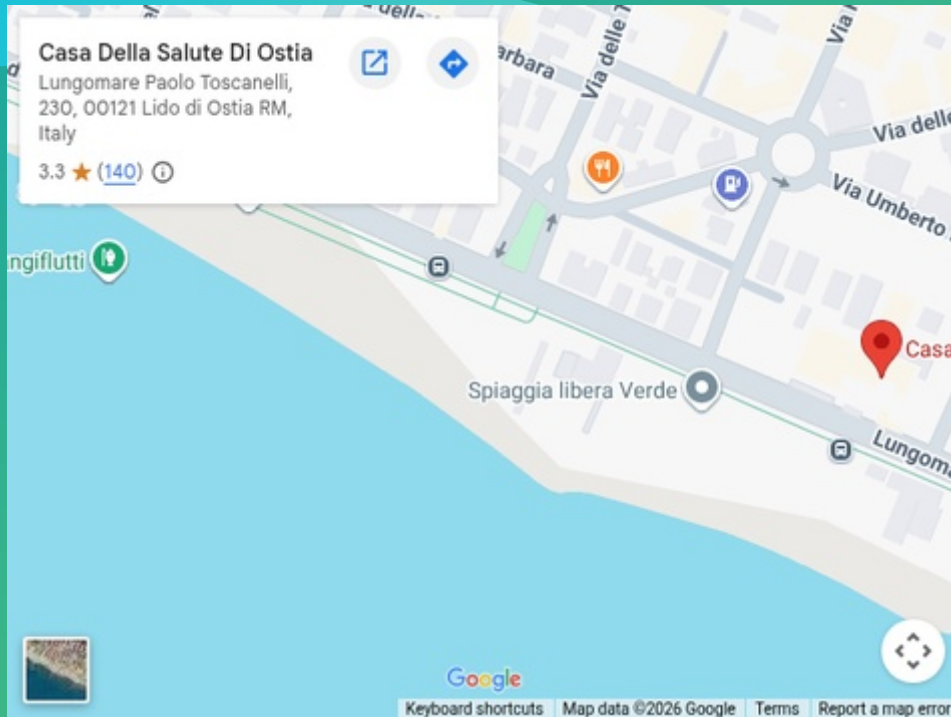 Casa Della Salute Di Ostia
Lungomare Paolo Toscanelli,
230, 00121 Lido di Ostia RM,
Italy
3.3 ★ (140)
Via delle T
arbara
Via delle
Via Umberto
ngiflutti
Casa
Spiaggia libera Verde
Lungoma
Google
Keyboard shortcuts
Map data ©2026 Google
Terms
Report a map error